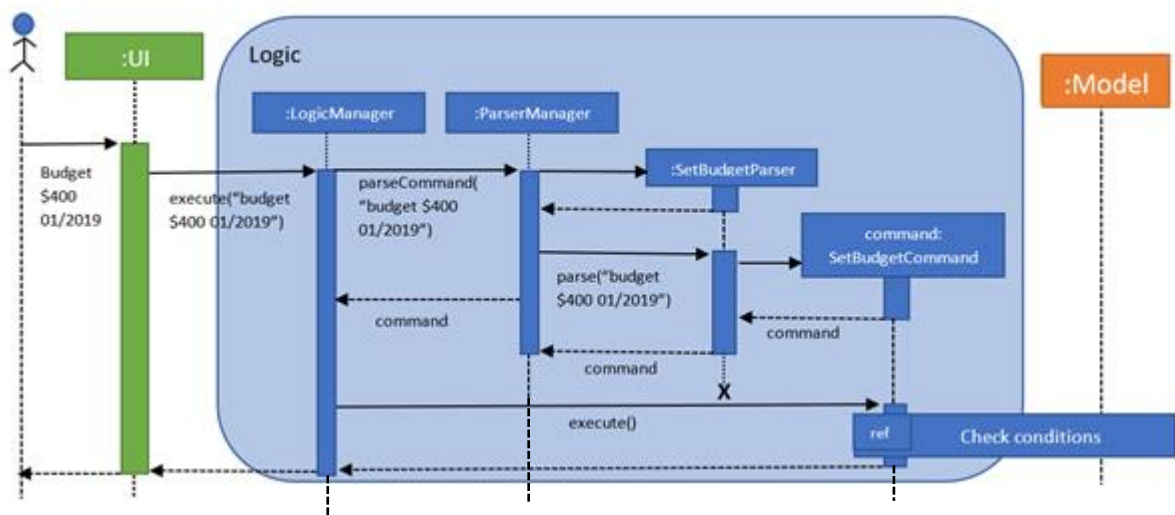 :UI
Logic
:Model
:LogicManager
:ParserManager
:SetBudgetParser
Budget
$400
01/2019
execute(“budget
$400 01/2019”)
parseCommand(
“budget $400
01/2019”)
command:
SetBudgetCommand
parse(“budget
$400 01/2019”)
command
command
command
X
execute()
ref
Check conditions